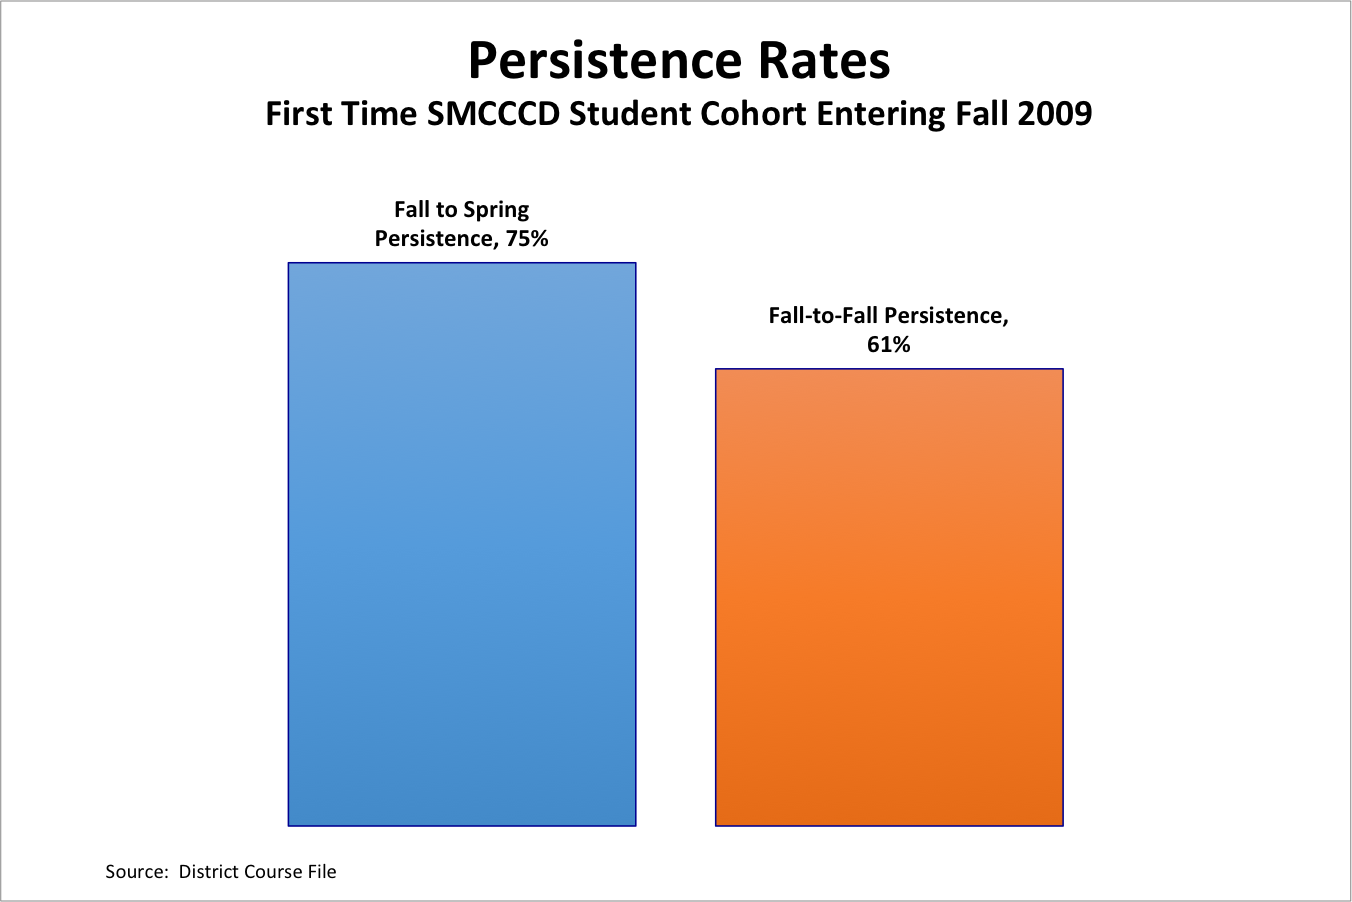 Persistence Rates
First Time SMCCCD Student Cohort Entering Fall 2009
Fall to Spring
Persistence, 75%
Fall-to-Fall Persistence,
61%
Source:  District Course File